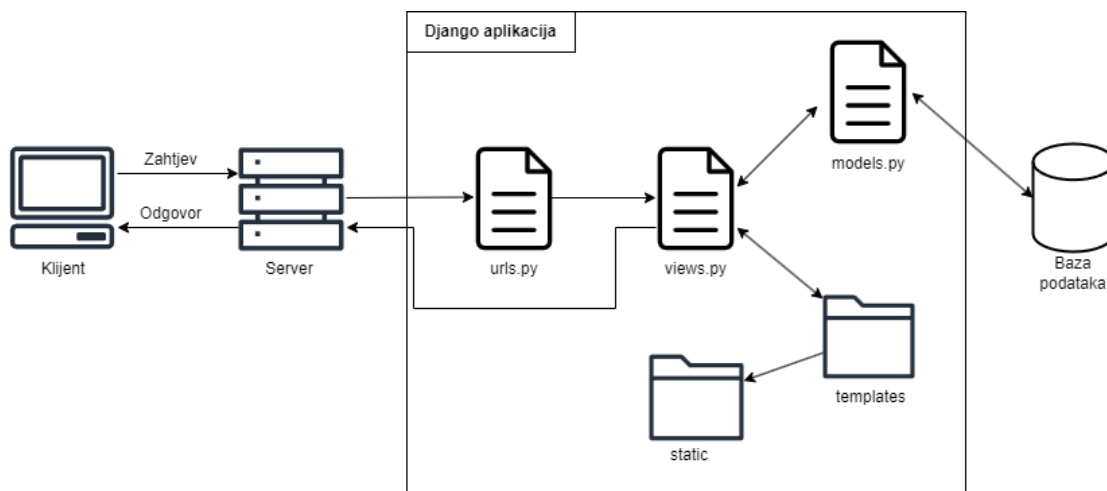 Django aplikacija
models.py
Zahtjev
Odgovor
Klijent
Server
urls.py
views.py
Baza
podataka
templates
static